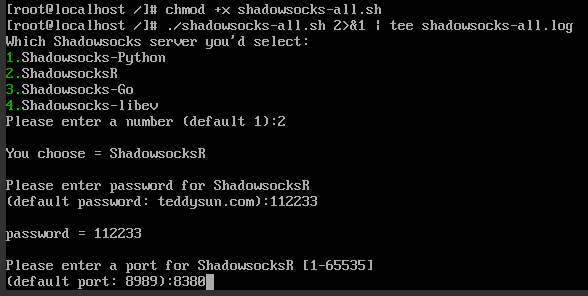 [root@localhost /]# chmod +x shadowsocks-all.sh
[root@localhost /]# ./shadowsocks-all.sh 2>&1 | tee shadowsocks-all.log
Which Shadowsocks server you'd select:
1.Shadowsocks-Python
2.ShadowsocksR
3.Shadowsocks-Go
4.Shadowsocks-libev
Please enter a number (default 1):2
You choose = ShadowsocksR
Please enter password for ShadowsocksR
(default password: teddysun.com):112233
password = 112233
Please enter a port for ShadowsocksR [1-65535]
(default port: 8989):8380